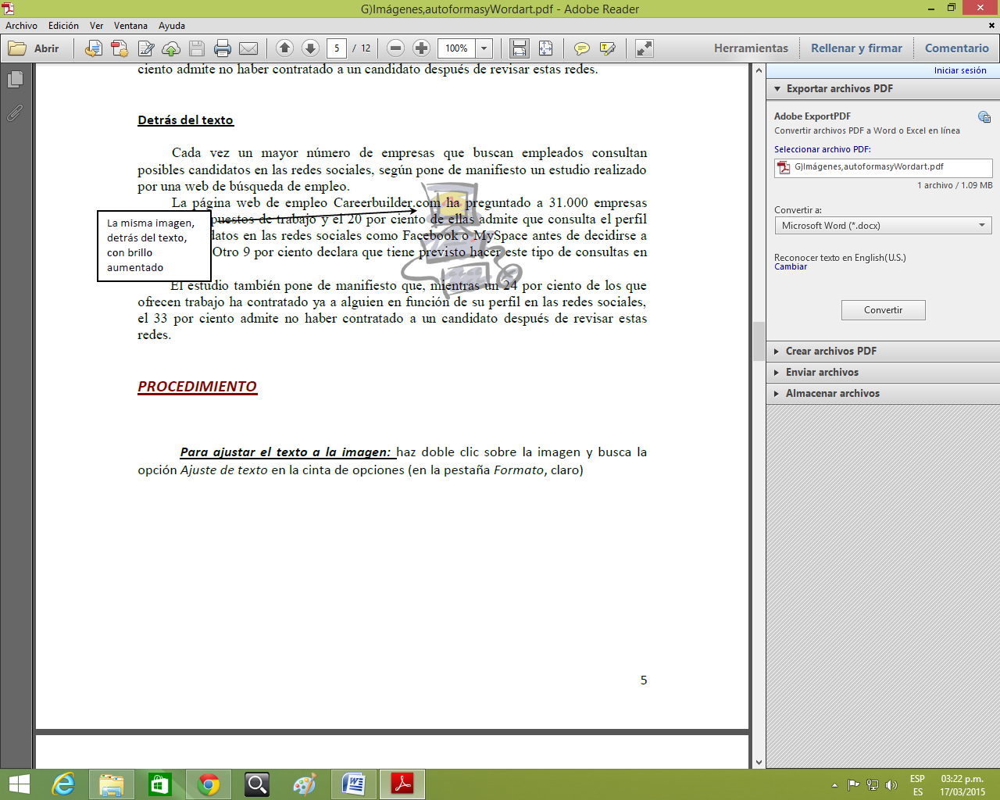 G)Imágenes,autoformasyWordart.pdf - Adobe Reader
Archivo Edición Ver Ventana Ayuda
Abrir 5 / 12 100% Herramientas Rellenar y firmar Comentario
ciento admite no haber contratado a un candidato después de revisar estas redes.
Detrás del texto
Cada vez un mayor número de empresas que buscan empleados consultan
posibles candidatos en las redes sociales, según pone de manifiesto un estudio realizado
por una web de búsqueda de empleo.
La página web de empleo Careerbuilder.com ha preguntado a 31.000 empresas
puestos de trabajo y el 20 por ciento de ellas admite que consulta el perfil
datos en las redes sociales como Facebook o MySpace antes de decidirse a
Otro 9 por ciento declara que tiene previsto hacer este tipo de consultas en
La misma imagen,
detrás del texto,
con brillo
aumentado
El estudio también pone de manifiesto que, mientras un 24 por ciento de los que
ofrecen trabajo ha contratado ya a alguien en función de su perfil en las redes sociales,
el 33 por ciento admite no haber contratado a un candidato después de revisar estas
redes.
PROCEDIMIENTO
Para ajustar el texto a la imagen: haz doble clic sobre la imagen y busca la
opción Ajuste de texto en la cinta de opciones (en la pestaña Formato, claro)
5
Iniciar sesión
Exportar archivos PDF
Adobe ExportPDF
Convertir archivos PDF a Word o Excel en línea
Seleccionar archivo PDF:
G)Imágenes,autoformasyWordart.pdf
1 archivo / 1.09 MB
Convertir a:
Microsoft Word (*.docx)
Reconocer texto en English(U.S.)
Cambiar
Convertir
Crear archivos PDF
Enviar archivos
Almacenar archivos
ESP 03:22 p.m.
ES 17/03/2015